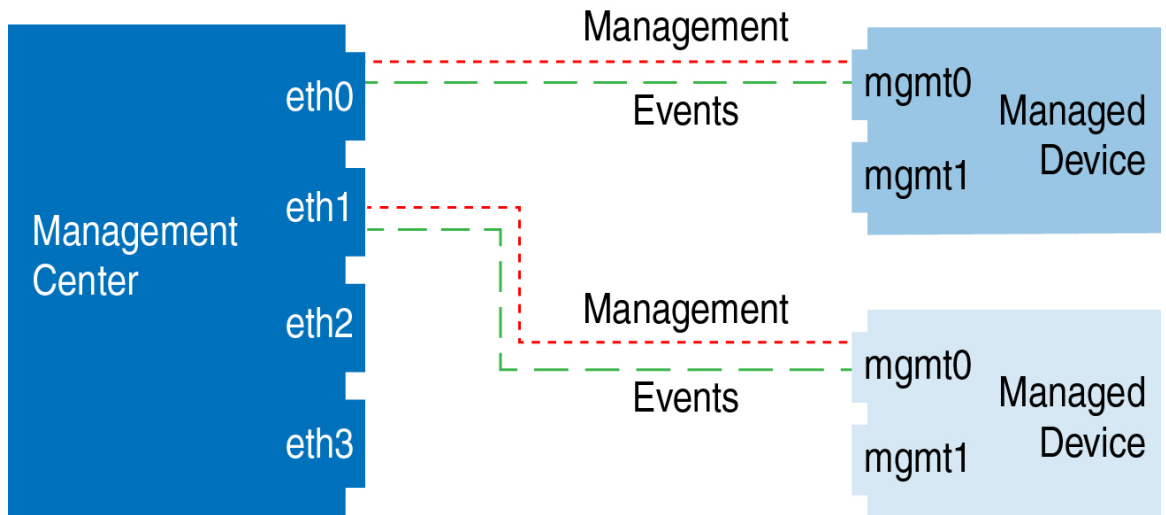 Management
eth0
Events
mgmt0
Managed
Device
mgmt1
eth1
Management
Center
eth2
Management
Events
mgmt0
Managed
Device
eth3
mgmt1